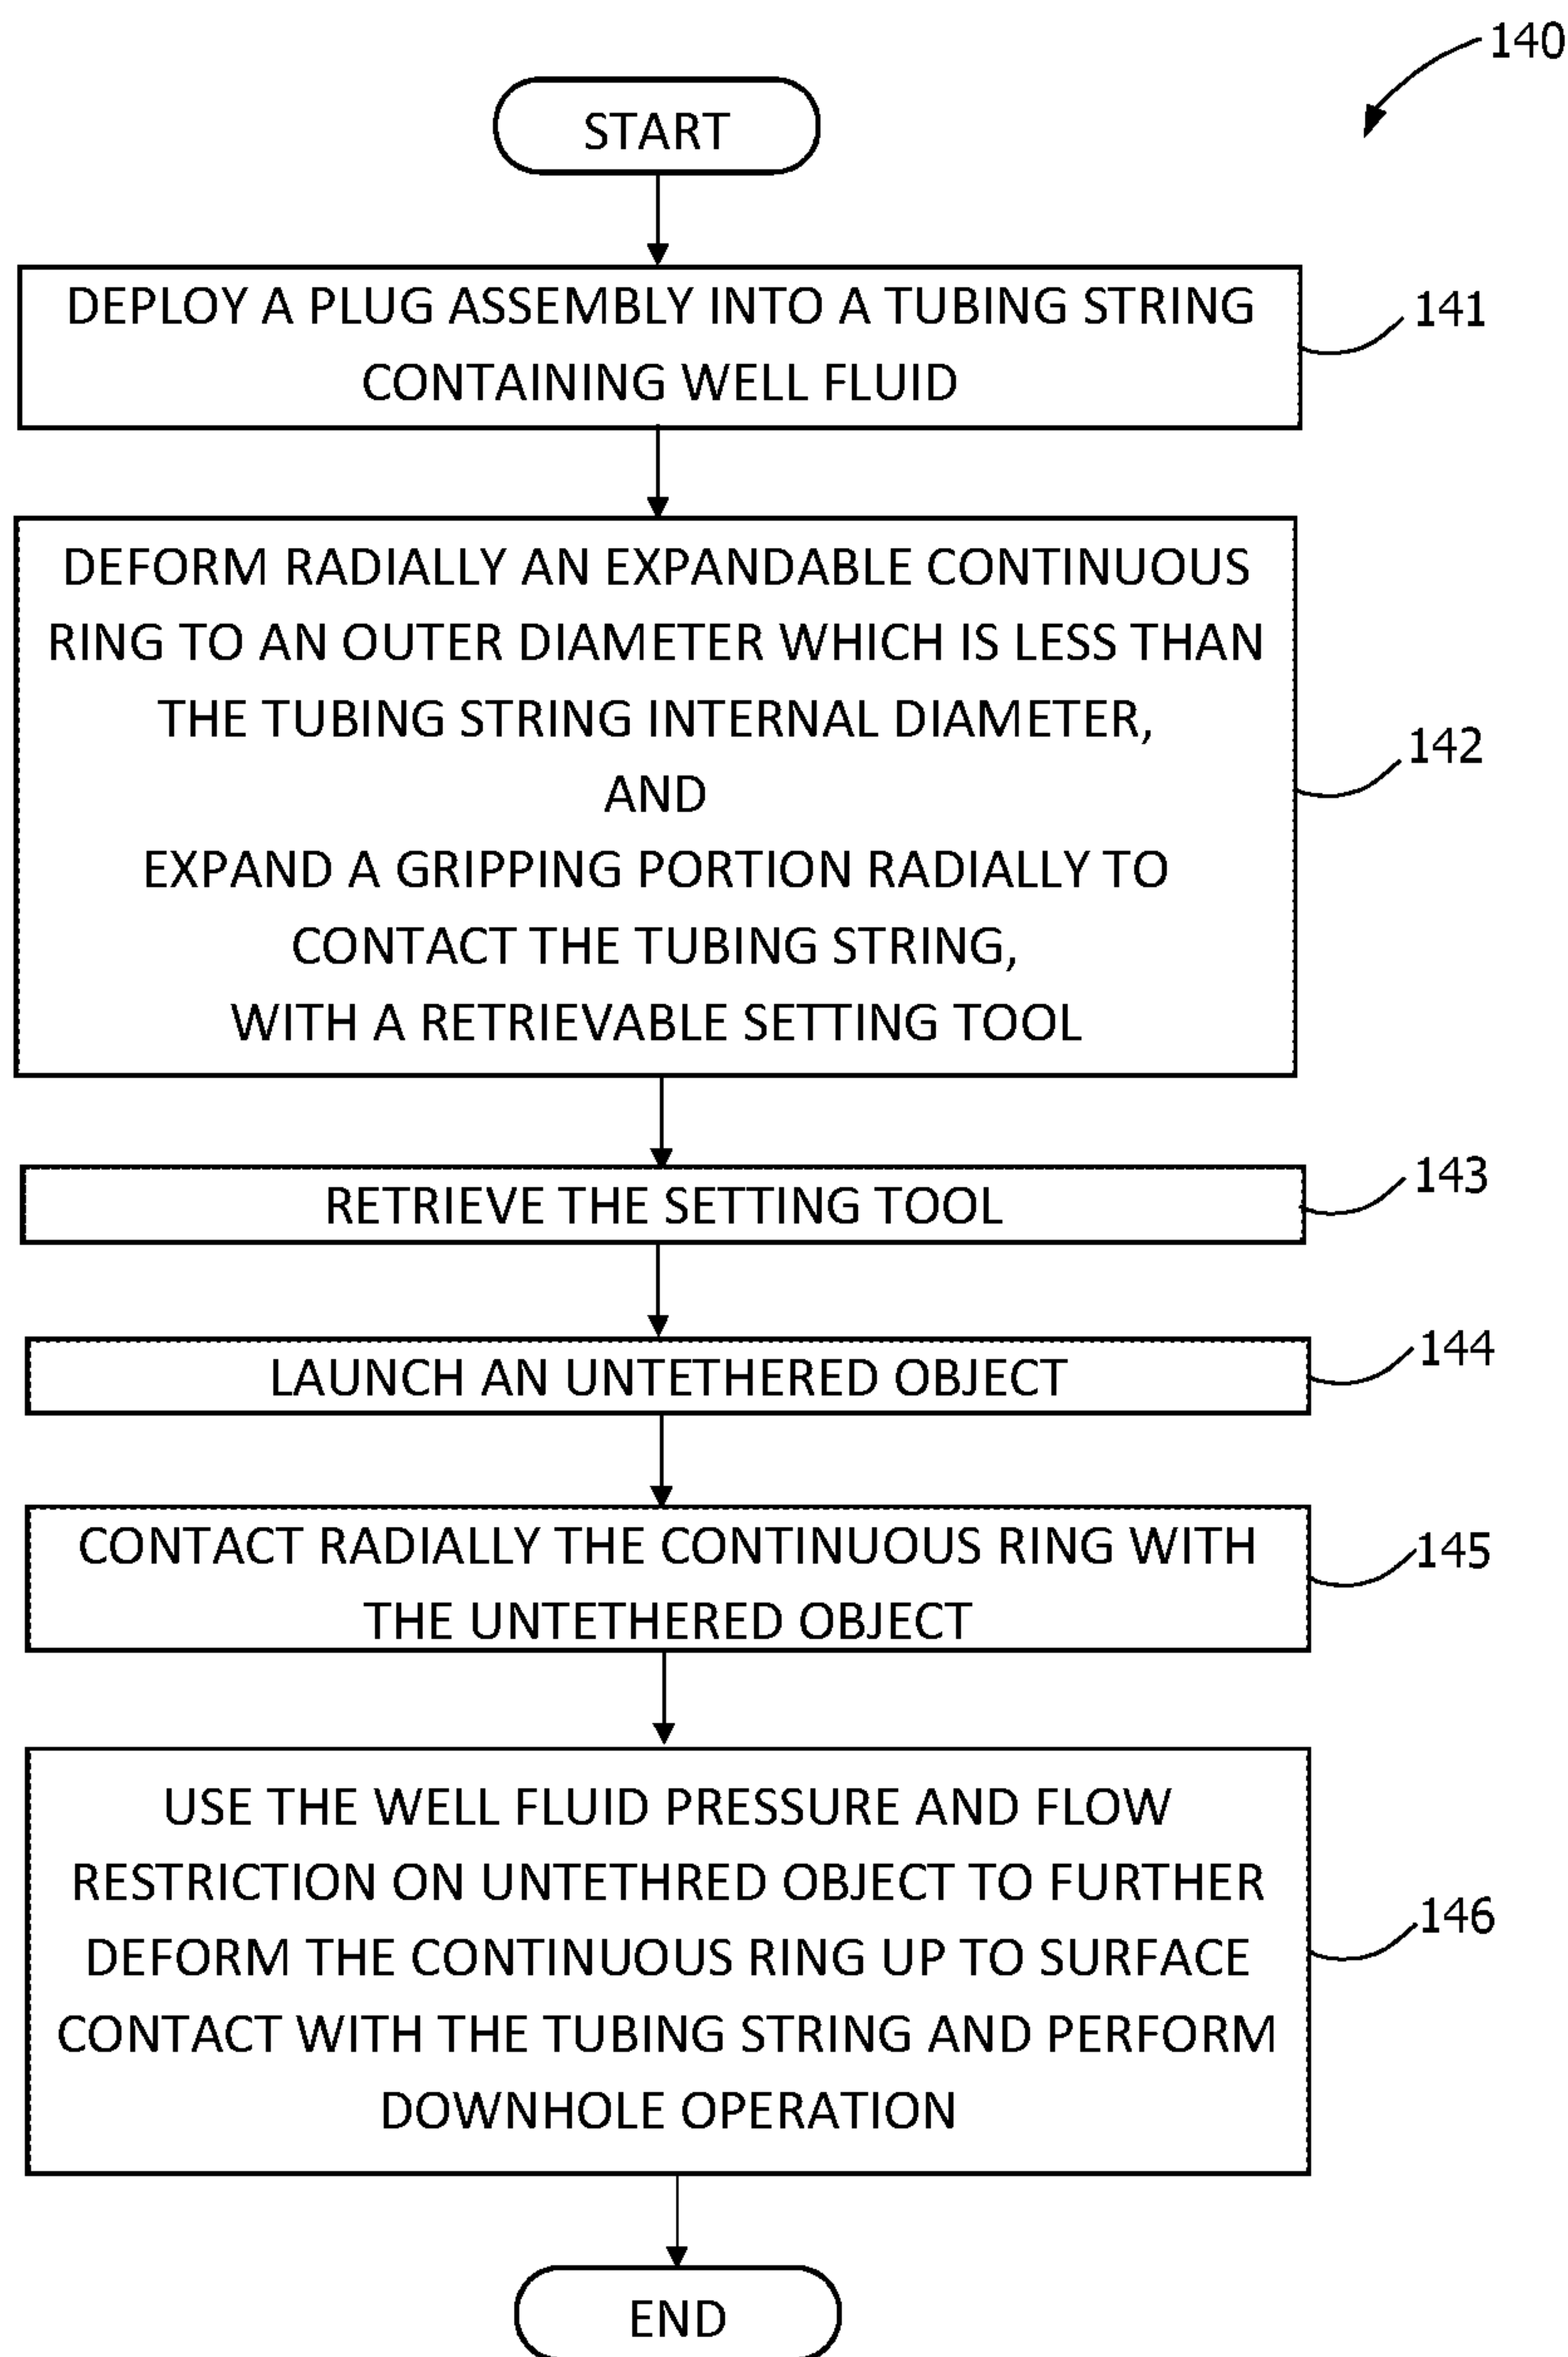 140
START
DEPLOY A PLUG ASSEMBLY INTO A TUBING STRING
CONTAINING WELL FLUID
141
DEFORM RADIALLY AN EXPANDABLE CONTINUOUS
RING TO AN OUTER DIAMETER WHICH IS LESS THAN
THE TUBING STRING INTERNAL DIAMETER,
AND
EXPAND A GRIPPING PORTION RADIALLY TO
CONTACT THE TUBING STRING,
WITH A RETRIEVABLE SETTING TOOL
142
RETRIEVE THE SETTING TOOL
143
LAUNCH AN UNTETHERED OBJECT
144
CONTACT RADIALLY THE CONTINUOUS RING WITH
THE UNTETHERED OBJECT
145
USE THE WELL FLUID PRESSURE AND FLOW
RESTRICTION ON UNTETHRED OBJECT TO FURTHER
DEFORM THE CONTINUOUS RING UP TO SURFACE
CONTACT WITH THE TUBING STRING AND PERFORM
DOWNHOLE OPERATION
146
END